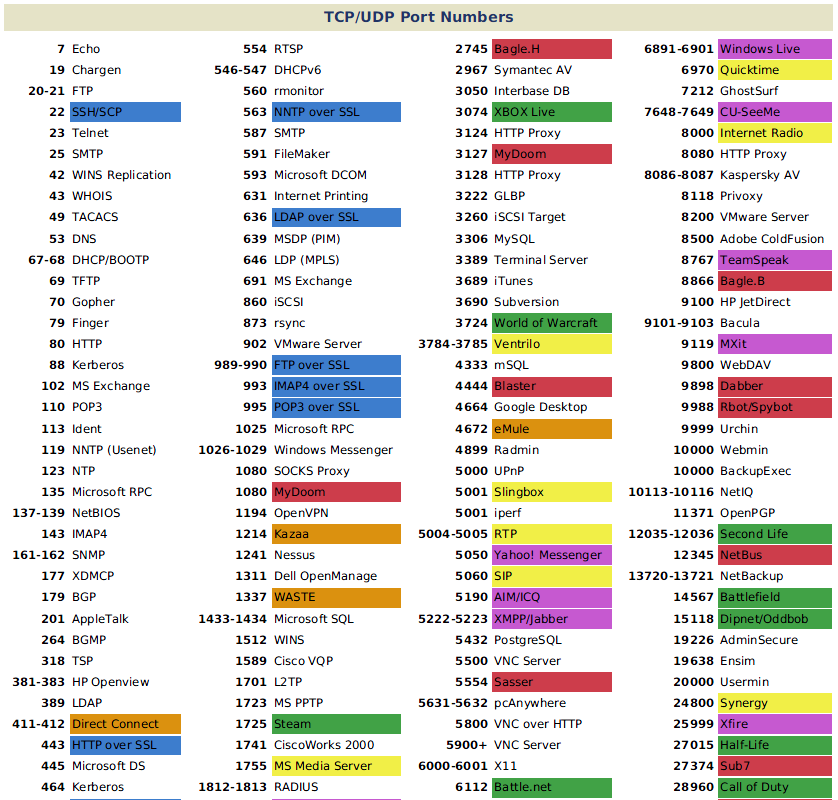 TCP/UDP Port Numbers
7 Echo
19 Chargen
20-21 FTP
22 SSH/SCP
23 Telnet
25 SMTP
42 WINS Replication
43 WHOIS
49 TACACS
53 DNS
67-68 DHCP/BOOTP
69 TFTP
70 Gopher
79 Finger
80 HTTP
88 Kerberos
102 MS Exchange
110 POP3
113 Ident
119 NNTP (Usenet)
123 NTP
135 Microsoft RPC
137-139 NetBIOS
143 IMAP4
161-162 SNMP
177 XDMCP
179 BGP
201 AppleTalk
264 BGMP
318 TSP
381-383 HP Openview
389 LDAP
411-412 Direct Connect
443 HTTP over SSL
445 Microsoft DS
464 Kerberos
554 RTSP
546-547 DHCPv6
560 rmonitor
563 NNTP over SSL
587 SMTP
591 FileMaker
593 Microsoft DCOM
631 Internet Printing
636 LDAP over SSL
639 MSDP (PIM)
646 LDP (MPLS)
691 MS Exchange
860 iSCSI
873 rsync
902 VMware Server
989-990 FTP over SSL
993 IMAP4 over SSL
995 POP3 over SSL
1025 Microsoft RPC
1026-1029 Windows Messenger
1080 SOCKS Proxy
1080 MyDoom
1194 OpenVPN
1214 Kazaa
1241 Nessus
1311 Dell OpenManage
1337 WASTE
1433-1434 Microsoft SQL
1512 WINS
1589 Cisco VQP
1701 L2TP
1723 MS PPTP
1725 Steam
1741 CiscoWorks 2000
1755 MS Media Server
1812-1813 RADIUS
2745 Bagle.H
2967 Symantec AV
3050 Interbase DB
3074 XBOX Live
3124 HTTP Proxy
3127 MyDoom
3128 HTTP Proxy
3222 GLBP
3260 iSCSI Target
3306 MySQL
3389 Terminal Server
3689 iTunes
3690 Subversion
3724 World of Warcraft
3784-3785 Ventrilo
4333 mSQL
4444 Blaster
4664 Google Desktop
4672 eMule
4899 Radmin
5000 UPnP
5001 Slingbox
5001 iperf
5004-5005 RTP
5050 Yahoo! Messenger
5060 SIP
5190 AIM/ICQ
5222-5223 XMPP/Jabber
5432 PostgreSQL
5500 VNC Server
5554 Sasser
5631-5632 pcAnywhere
5800 VNC over HTTP
5900+ VNC Server
6000-6001 X11
6112 Battle.net
6891-6901 Windows Live
6970 Quicktime
7212 GhostSurf
7648-7649 CU-SeeMe
8000 Internet Radio
8080 HTTP Proxy
8086-8087 Kaspersky AV
8118 Privoxy
8200 VMware Server
8500 Adobe ColdFusion
8767 TeamSpeak
8866 Bagle.B
9100 HP JetDirect
9101-9103 Bacula
9119 MXit
9800 WebDAV
9898 Dabber
9988 Rbot/Spybot
9999 Urchin
10000 Webmin
10000 BackupExec
10113-10116 NetIQ
11371 OpenPGP
12035-12036 Second Life
12345 NetBus
13720-13721 NetBackup
14567 Battlefield
15118 Dipnet/Oddbob
19226 AdminSecure
19638 Ensim
20000 Usermin
24800 Synergy
25999 Xfire
27015 Half-Life
27374 Sub7
28960 Call of Duty